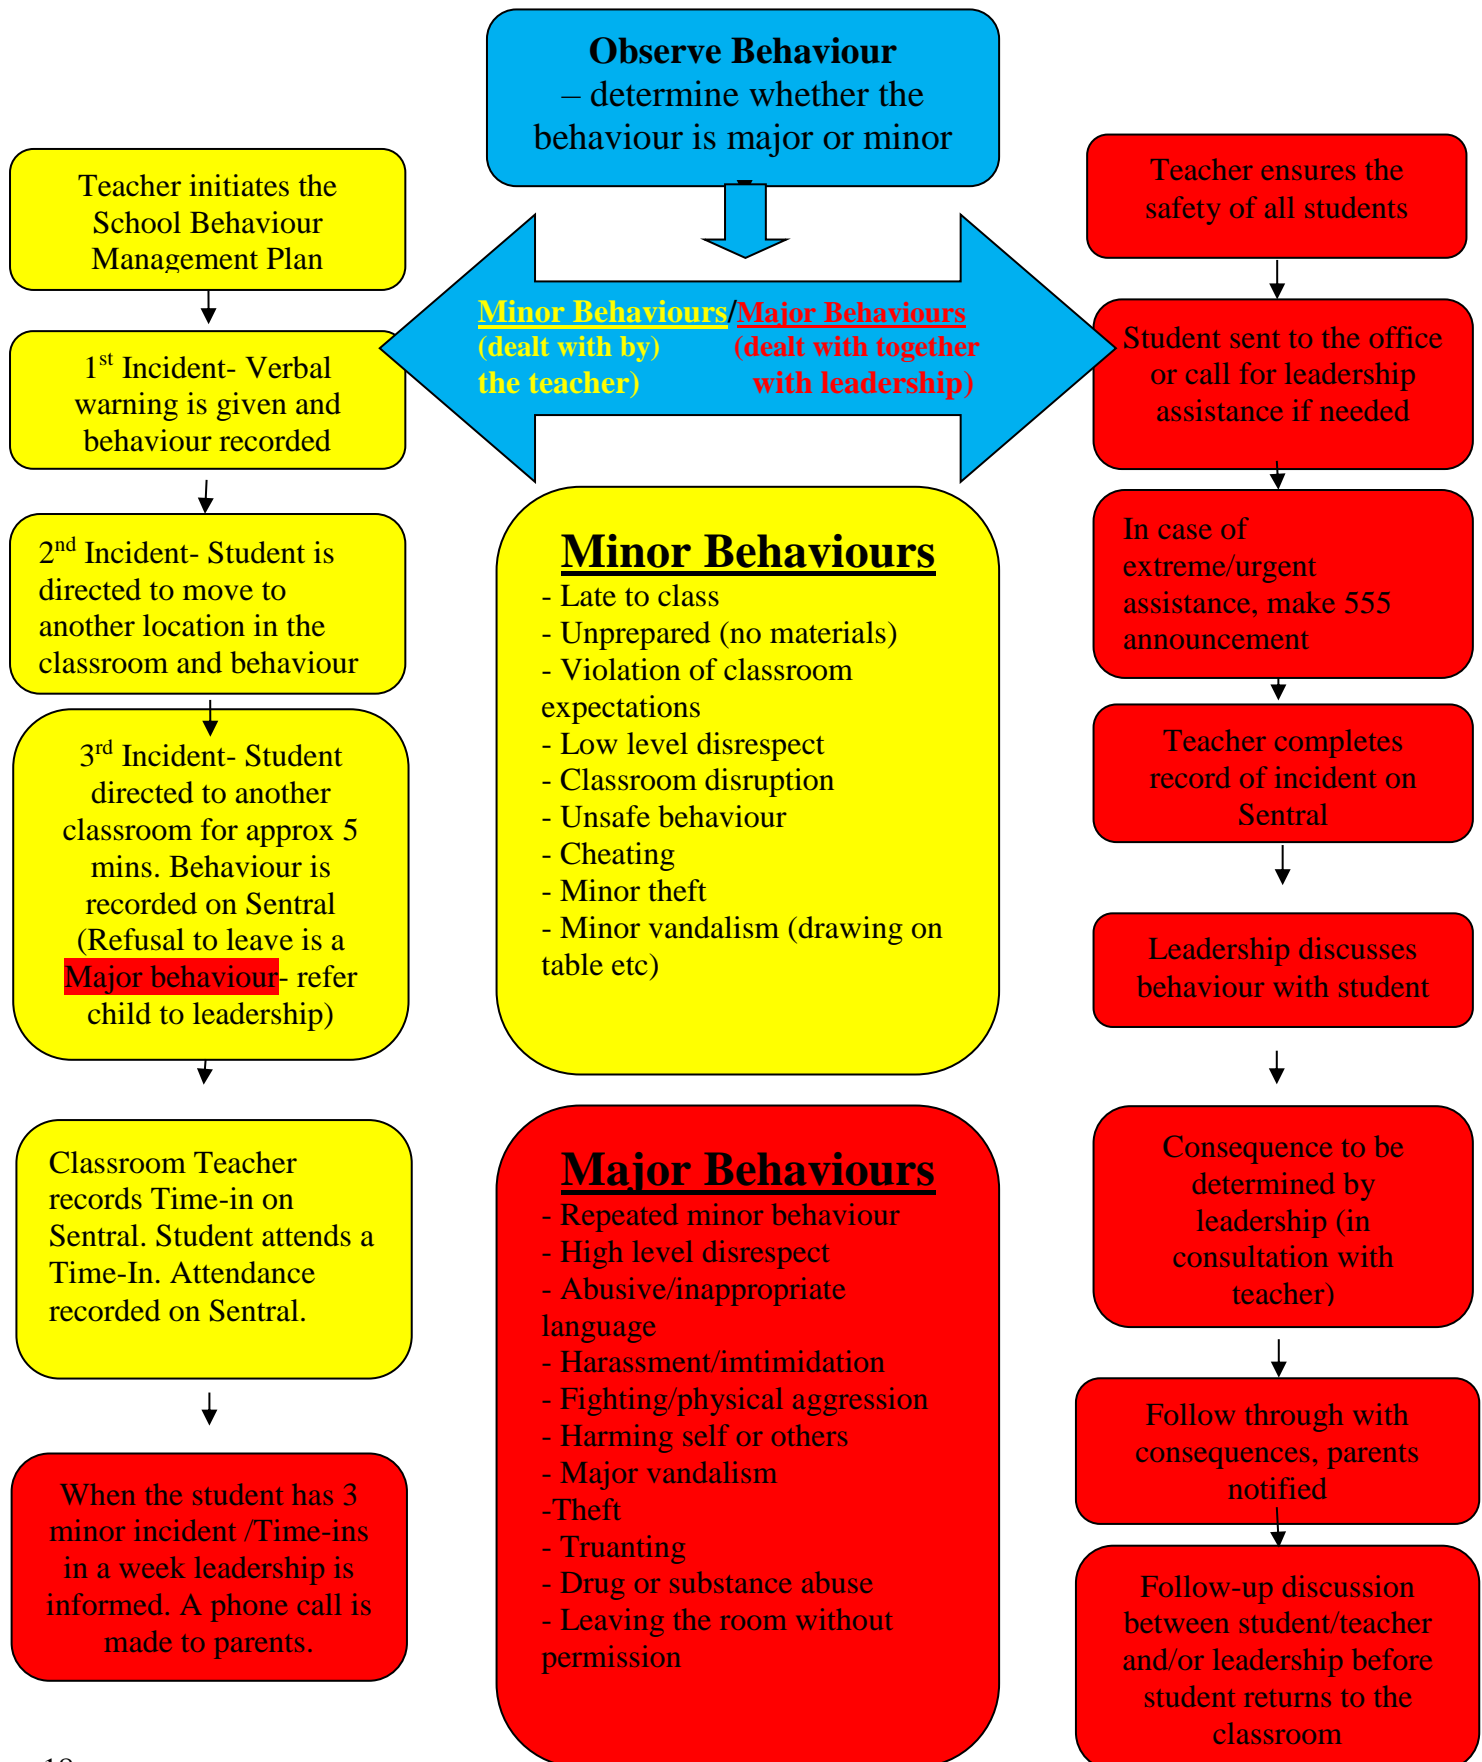 Observe Behaviour
– determine whether the
behaviour is major or minor
Teacher initiates the
School Behaviour
Management Plan
1st Incident- Verbal
warning is given and
behaviour recorded
2nd Incident- Student is
directed to move to
another location in the
classroom and behaviour
3rd Incident- Student
directed to another
classroom for approx 5
mins. Behaviour is
recorded on Sentral
(Refusal to leave is a
Major behaviour- refer
child to leadership)
Classroom Teacher
records Time-in on
Sentral. Student attends a
Time-In. Attendance
recorded on Sentral.
When the student has 3
minor incident /Time-ins
in a week leadership is
informed. A phone call is
made to parents.
Minor Behaviours/Major Behaviours
(dealt with by) (dealt with together
the teacher) with leadership)
Minor Behaviours
- Late to class
- Unprepared (no materials)
- Violation of classroom
expectations
- Low level disrespect
- Classroom disruption
- Unsafe behaviour
- Cheating
- Minor theft
- Minor vandalism (drawing on
table etc)
Major Behaviours
- Repeated minor behaviour
- High level disrespect
- Abusive/inappropriate
language
- Harassment/imtimidation
- Fighting/physical aggression
- Harming self or others
- Major vandalism
-Theft
- Truanting
- Drug or substance abuse
- Leaving the room without
permission
Teacher ensures the
safety of all students
Student sent to the office
or call for leadership
assistance if needed
In case of
extreme/urgent
assistance, make 555
announcement
Teacher completes
record of incident on
Sentral
Leadership discusses
behaviour with student
Consequence to be
determined by
leadership (in
consultation with
teacher)
Follow through with
consequences, parents
notified
Follow-up discussion
between student/teacher
and/or leadership before
student returns to the
classroom